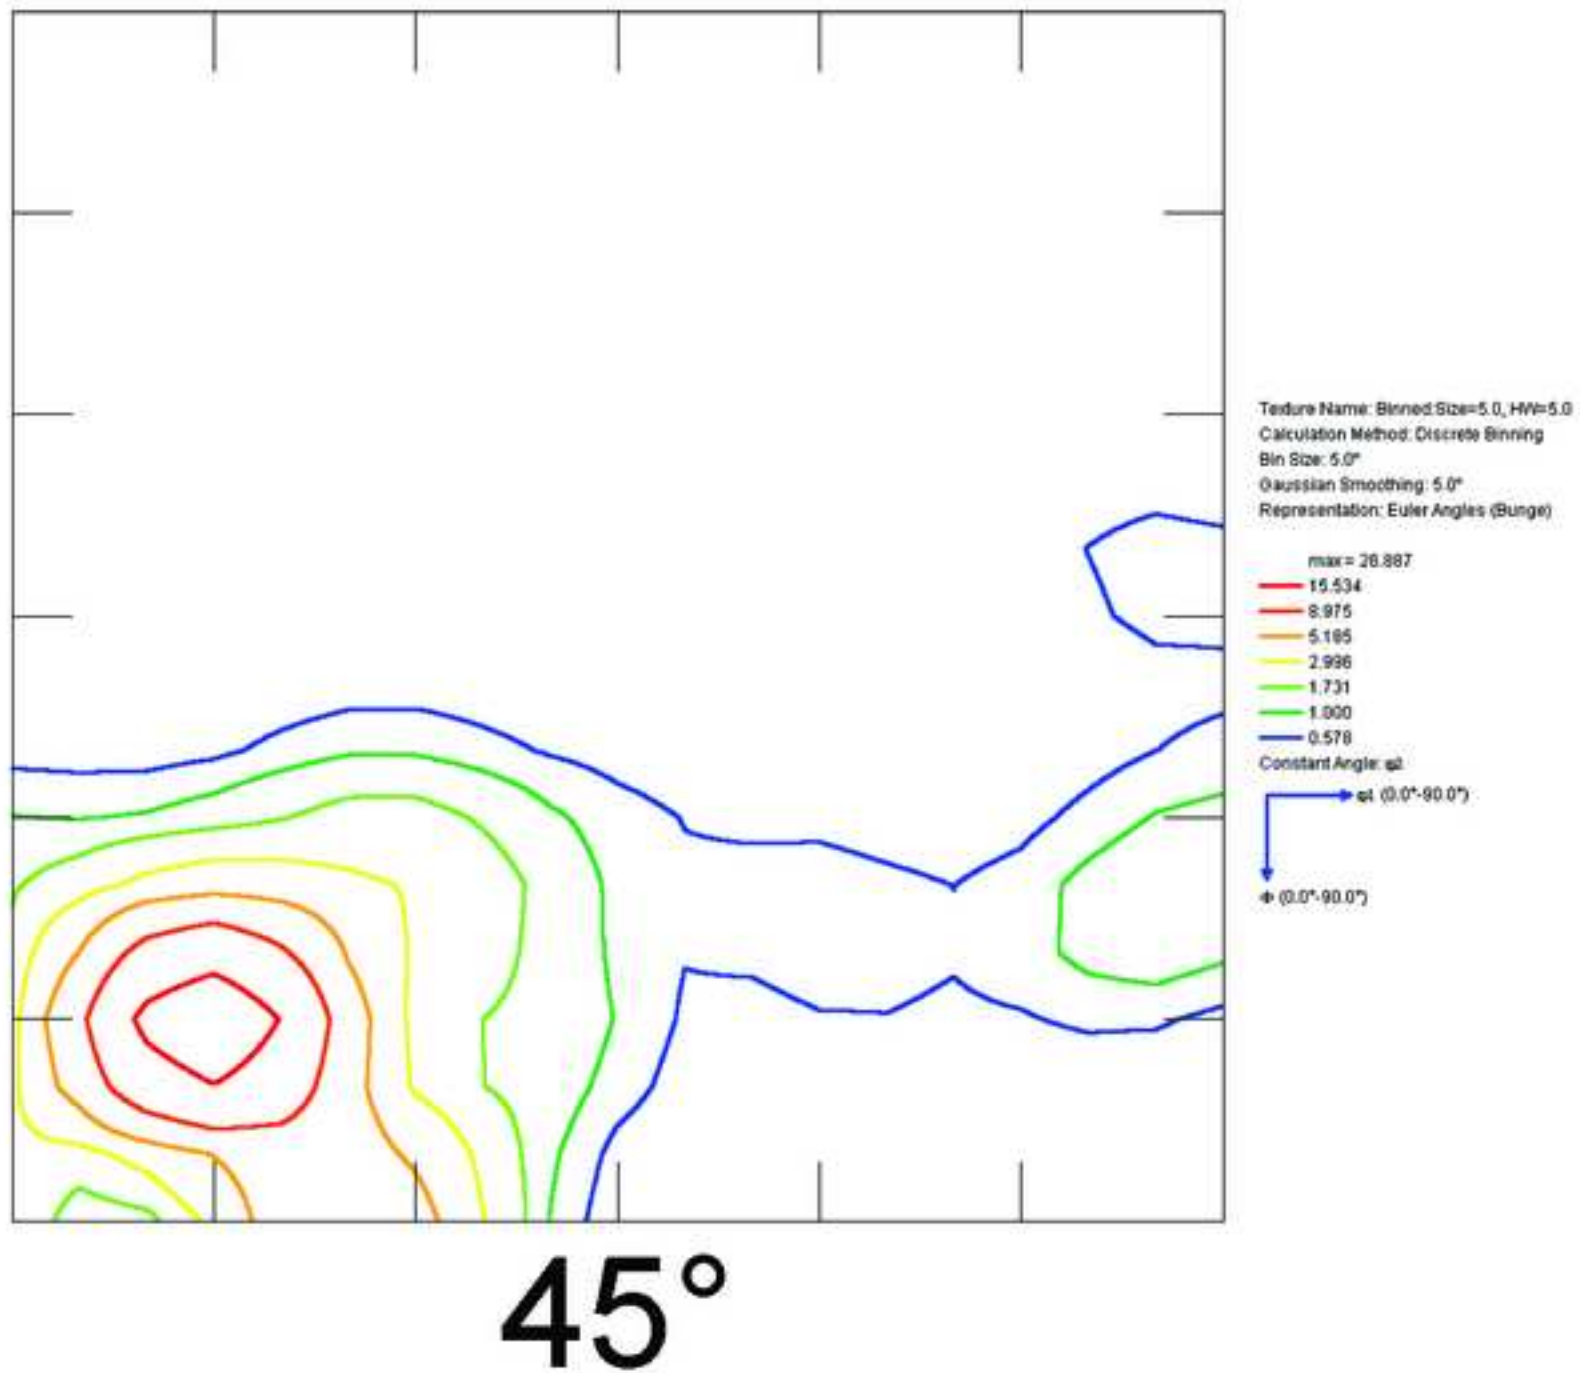 Texture Name: Binned:Size=5.0, HW=5.0
Calculation Method: Discrete Binning
Bin Size: 5.0°
Gaussian Smoothing: 5.0°
Representation: Euler Angles (Bunge)
max = 26.887
15.534
8.975
5.185
2.996
1.731
1.000
0.578
Constant Angle: φ2
φ1 (0.0°-90.0°)
Φ (0.0°-90.0°)
45°